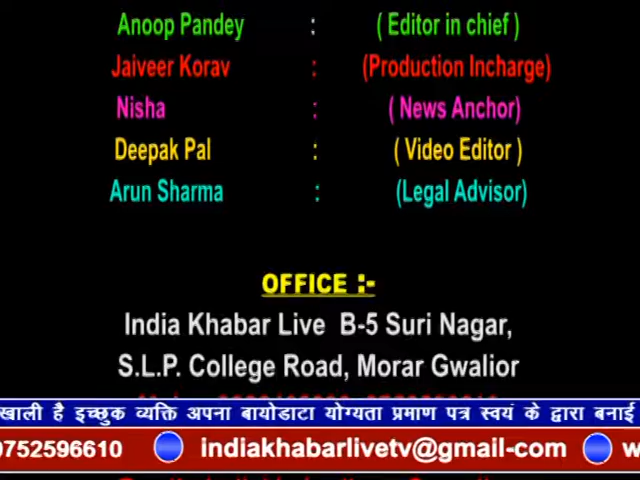 Anoop Pandey : ( Editor in chief )
Jaiveer Korav : (Production Incharge)
Nisha : ( News Anchor)
Deepak Pal : ( Video Editor )
Arun Sharma : (Legal Advisor)
OFFICE :-
India Khabar Live B-5 Suri Nagar,
S.L.P. College Road, Morar Gwalior
खाली है इच्छुक व्यक्ति अपना बायोडाटा योग्यता प्रमाण पत्र स्वयं के द्वारा बनाई
9752596610 indiakhabarlivetv@gmail-com w